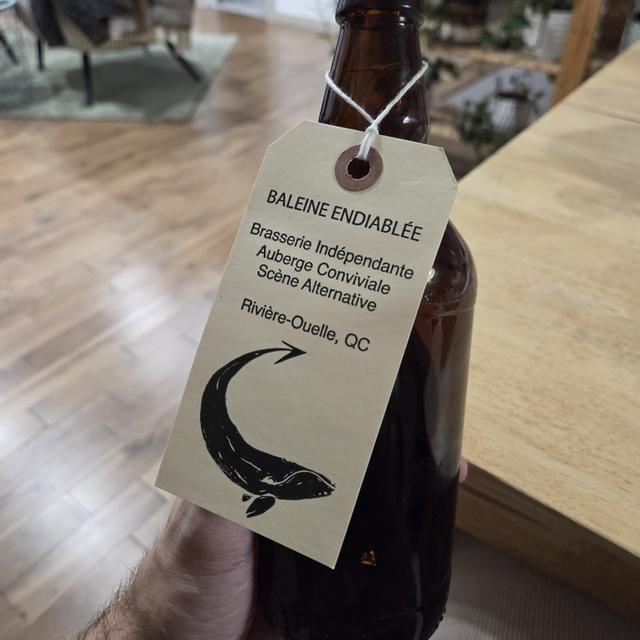 BALEINE ENDIABLÉE
Brasserie Indépendante
Auberge Conviviale
Scène Alternative
Rivière-Ouelle, QC